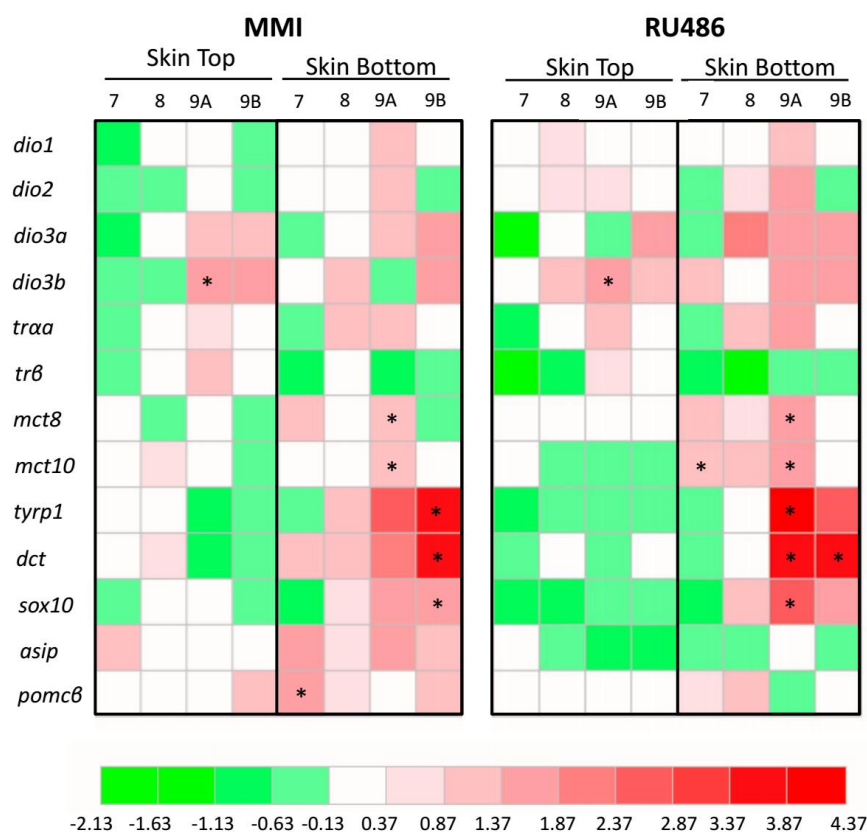 MMI RU486
Skin Top Skin Bottom Skin Top Skin Bottom
7 8 9A 9B 7 8 9A 9B 7 8 9A 9B 7 8 9A 9B
dio1
dio2
dio3a
dio3b *  *
trαa
trβ
mct8 * *
mct10 * * *
tyrp1 * *
dct * * *
sox10 * *
asip
pomcβ *
-2.13 -1.63 -1.13 -0.63 -0.13 0.37 0.87 1.37 1.87 2.37 2.87 3.37 3.87 4.37